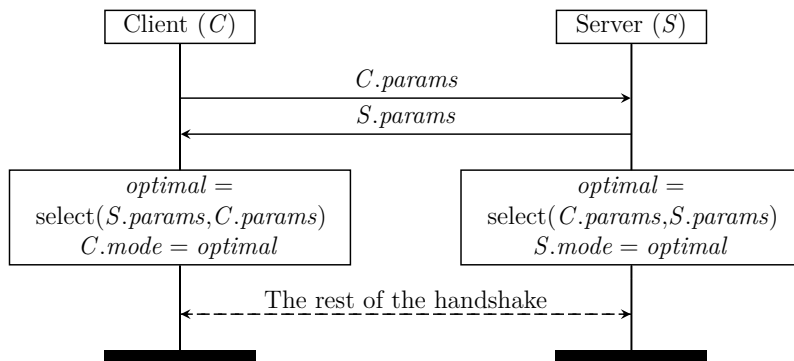 Client (C)
Server (S)
C.params
S.params
optimal =
select(S.params,C.params)
C.mode = optimal
optimal =
select(C.params,S.params)
S.mode = optimal
The rest of the handshake